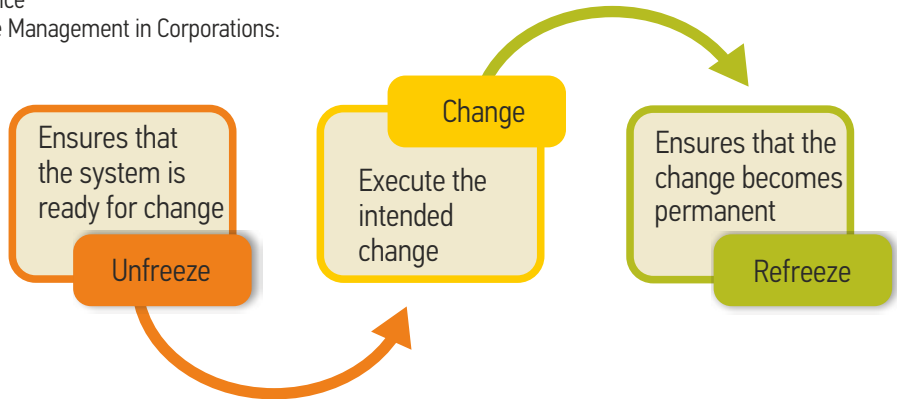 Management in Corporations:
Ensures that
the system is
ready for change
Unfreeze
Change
Execute the
intended
change
Ensures that the
change becomes
permanent
Refreeze